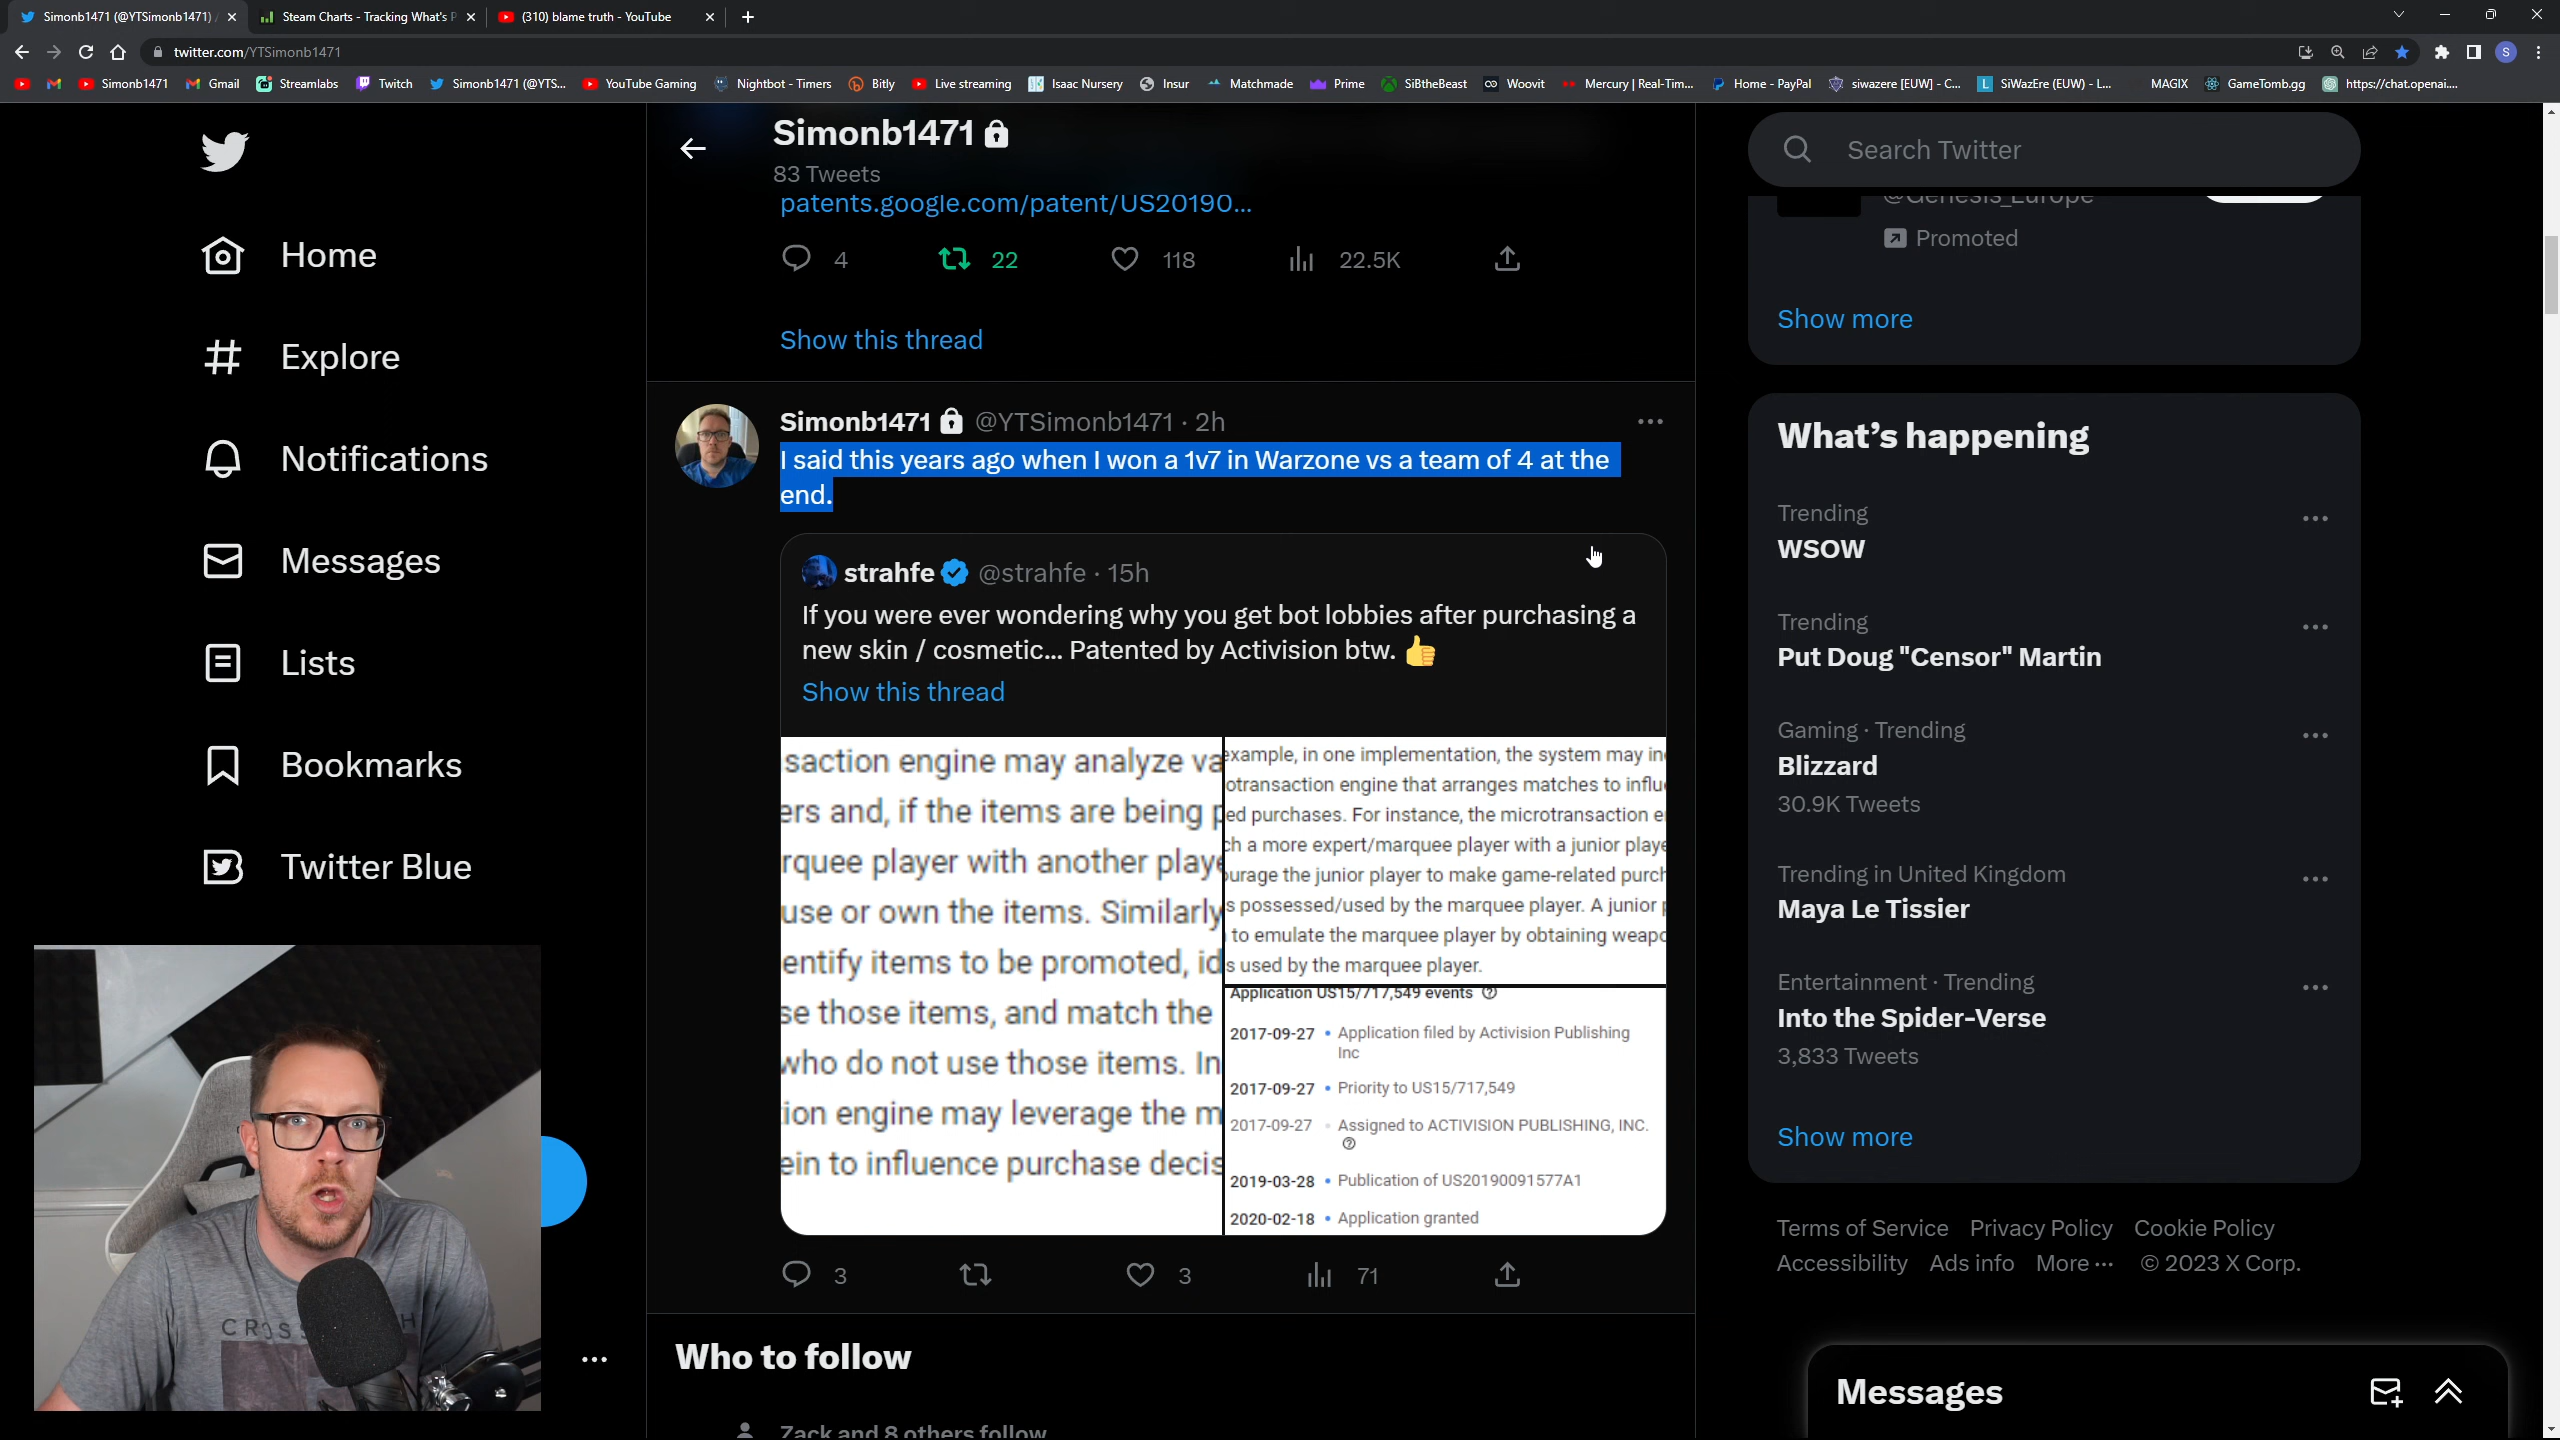 Simonb1471 (@YTSimonb1471) /
Steam Charts - Tracking What's P
(310) blame truth - YouTube
twitter.com/YTSimonb1471
Simonb1471
Gmail
Streamlabs
Twitch
Simonb1471 (@YTS...
YouTube Gaming
Nightbot - Timers
Bitly
Live streaming
Isaac Nursery
Insur
Matchmade
Prime
SiBtheBeast
Woovit
Mercury | Real-Tim...
Home - PayPal
siwazere [EUW] - C...
SiWazEre (EUW) - L...
MAGIX
GameTomb.gg
https://chat.openai....
Home
Explore
Notifications
Messages
Lists
Bookmarks
Twitter Blue
Simonb1471
83 Tweets
patents.google.com/patent/US20190...
4
22
118
22.5K
Show this thread
Simonb1471 @YTSimonb1471 · 2h
I said this years ago when I won a 1v7 in Warzone vs a team of 4 at the
end.
strahfe @strahfe · 15h
If you were ever wondering why you get bot lobbies after purchasing a
new skin / cosmetic... Patented by Activision btw. 👍
Show this thread
saction engine may analyze va
ers and, if the items are being p
rquee player with another playe
use or own the items. Similarly
entify items to be promoted, id
se those items, and match the
who do not use those items. In
ion engine may leverage the m
ein to influence purchase decis
example, in one implementation, the system may in
otransaction engine that arranges matches to influ
ed purchases. For instance, the microtransaction e
ch a more expert/marquee player with a junior playe
ourage the junior player to make game-related purch
s possessed/used by the marquee player. A junior p
to emulate the marquee player by obtaining weapo
s used by the marquee player.
Application US15/717,549 events
2017-09-27 • Application filed by Activision Publishing
Inc
2017-09-27 • Priority to US15/717,549
2017-09-27 • Assigned to ACTIVISION PUBLISHING, INC.
2019-03-28 • Publication of US20190091577A1
2020-02-18 • Application granted
3
3
71
Who to follow
Zack and 8 others follow
Search Twitter
@Genesis_Europe
Promoted
Show more
What's happening
Trending
WSOW
Trending
Put Doug "Censor" Martin
Gaming · Trending
Blizzard
30.9K Tweets
Trending in United Kingdom
Maya Le Tissier
Entertainment · Trending
Into the Spider-Verse
3,833 Tweets
Show more
Terms of Service Privacy Policy Cookie Policy
Accessibility Ads info More ··· © 2023 X Corp.
Messages